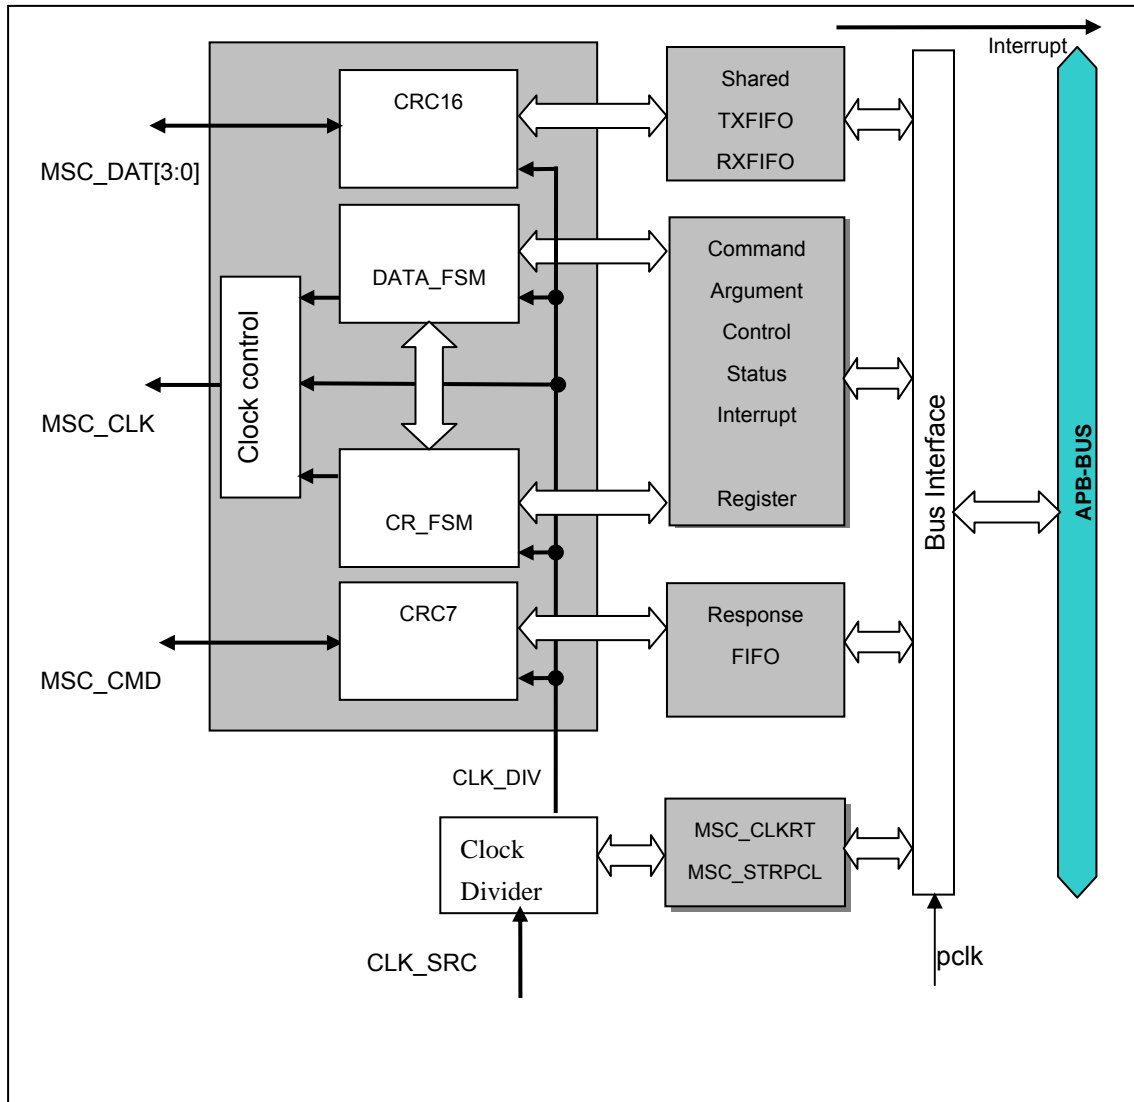 Interrupt
CRC16
Shared
TXFIFO
RXFIFO
MSC_DAT[3:0]
DATA_FSM
Command
Argument
Control
Status
Interrupt
Register
Clock control
MSC_CLK
CR_FSM
Bus Interface
APB-BUS
CRC7
Response
FIFO
MSC_CMD
CLK_DIV
Clock
Divider
MSC_CLKRT
MSC_STRPCL
CLK_SRC
pclk